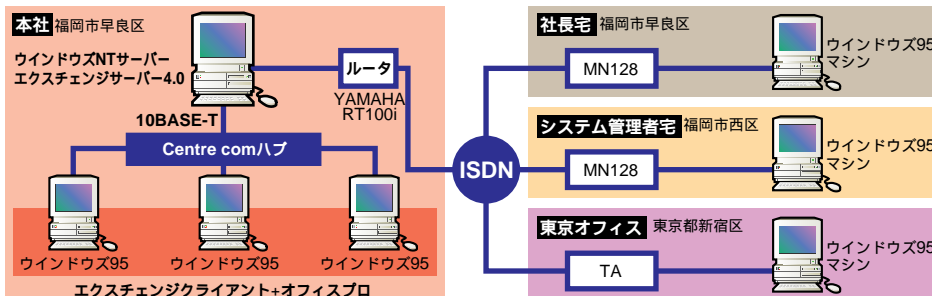 本社 福岡市早良区
ウインドウズNTサーバー
エクスチェンジサーバー4.0
ルータ
YAMAHA
RT100i
10BASE-T
Centre comハブ
ウインドウズ95
ウインドウズ95
ウインドウズ95
エクスチェンジクライアント+オフィスプロ
ISDN
社長宅 福岡市早良区
MN128
ウインドウズ95
マシン
システム管理者宅 福岡市西区
MN128
ウインドウズ95
マシン
東京オフィス 東京都新宿区
TA
ウインドウズ95
マシン